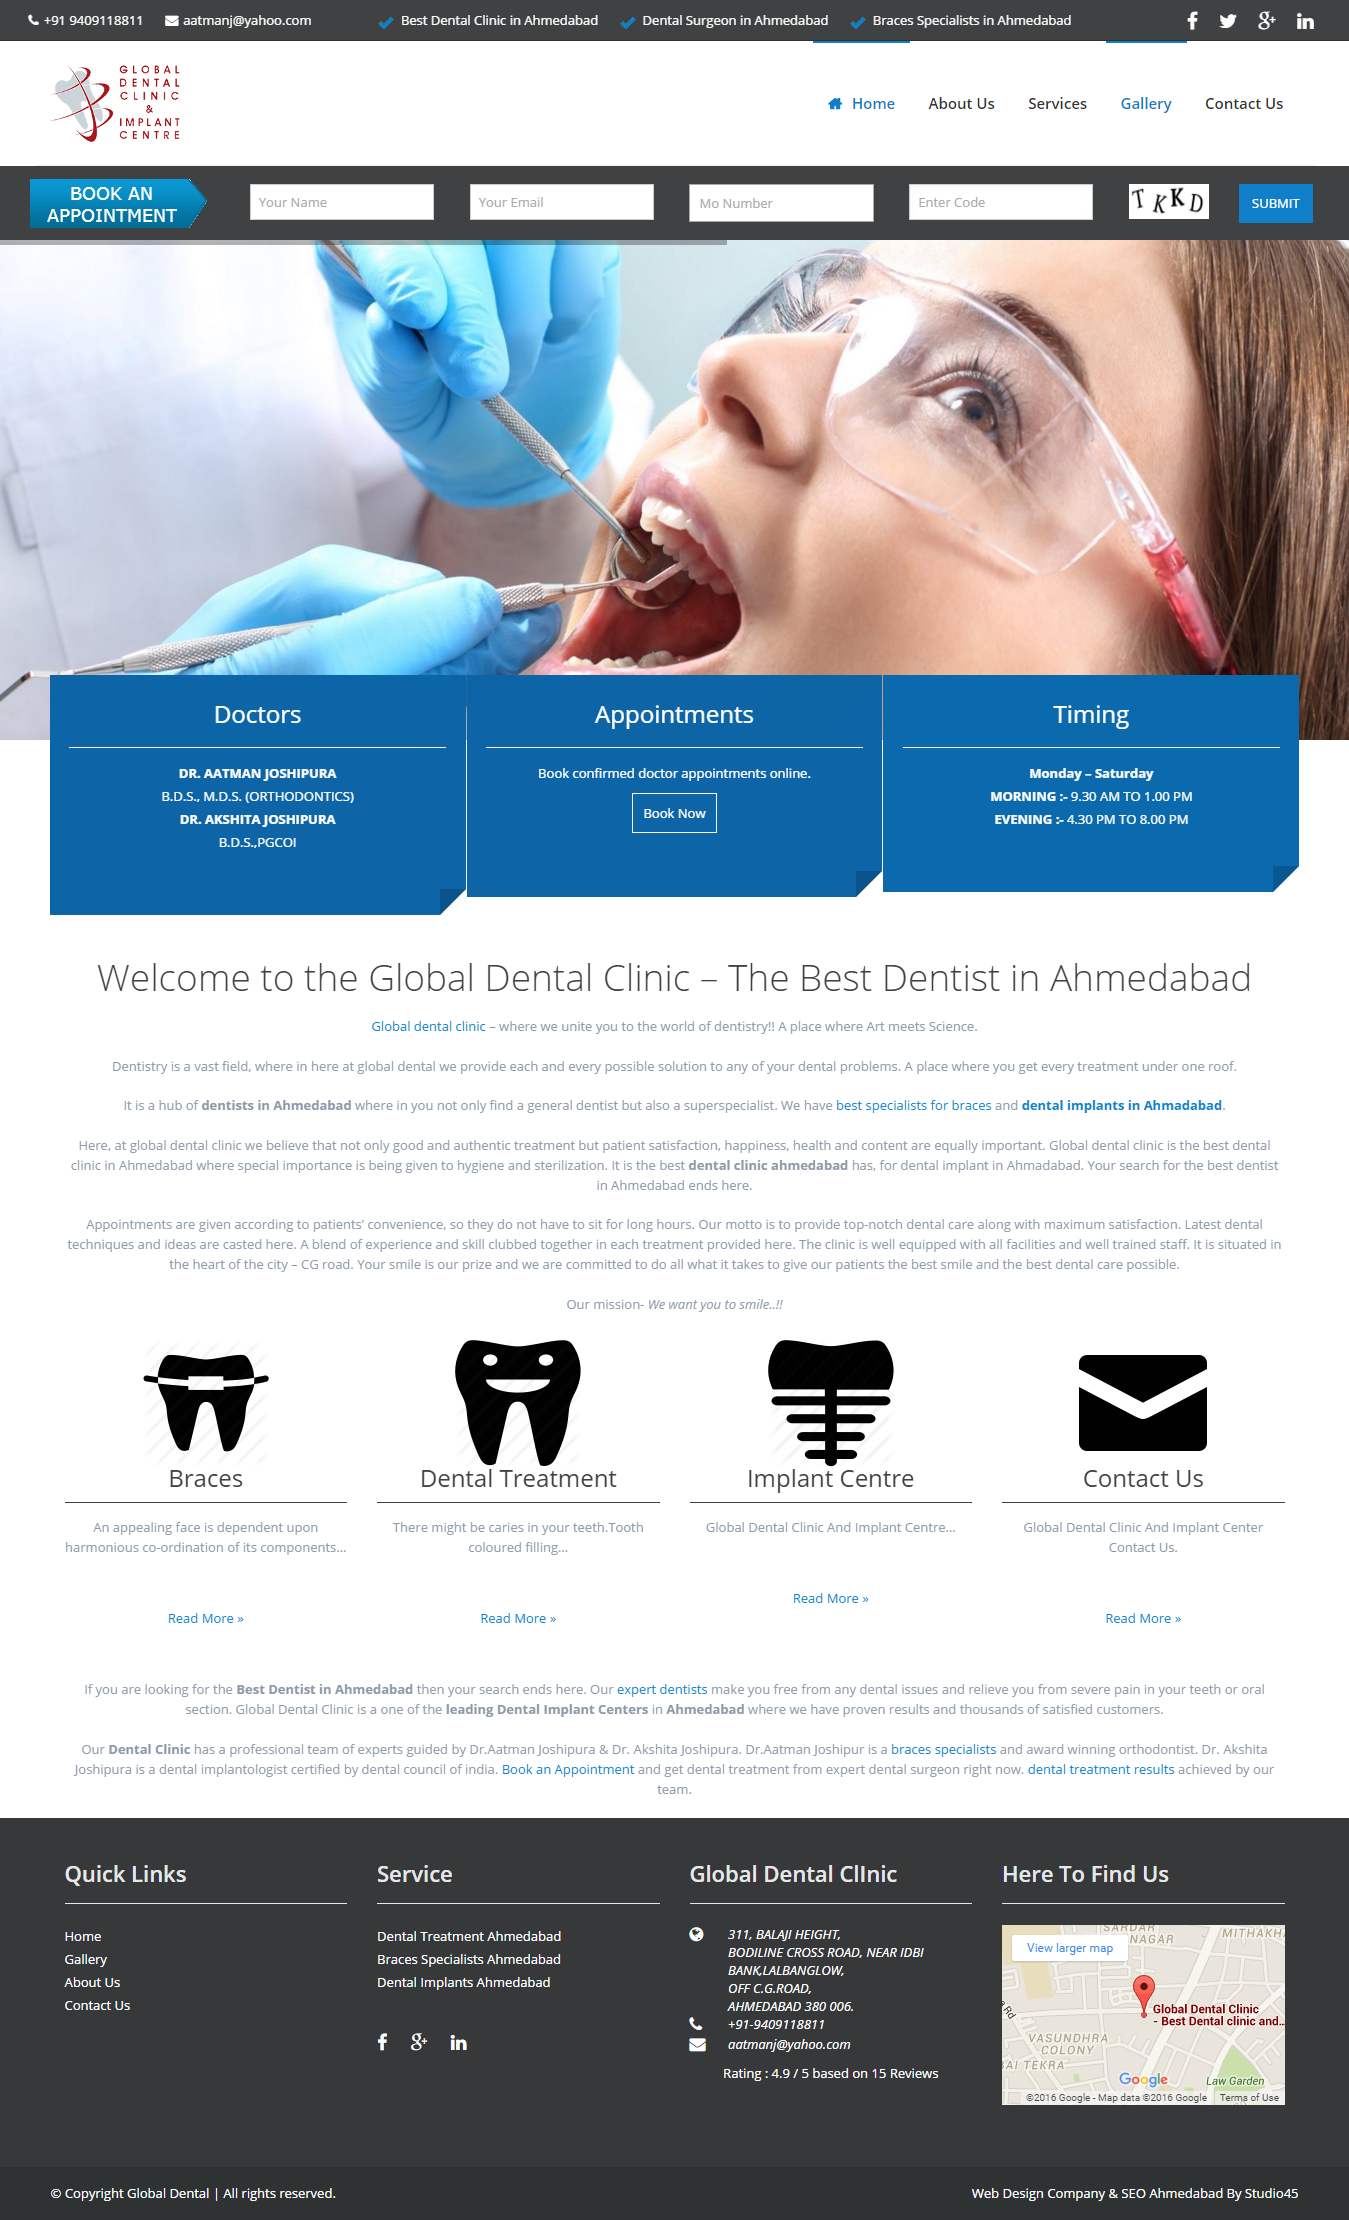 +91 9409118811 aatmanj@yahoo.com Best Dental Clinic in Ahmedabad Dental Surgeon in Ahmedabad Braces Specialists in Ahmedabad
GLOBAL
DENTAL
CLINIC
&
IMPLANT
CENTRE
Home About Us Services Gallery Contact Us
BOOK AN
APPOINTMENT
Your Name Your Email Mo Number Enter Code TKKD SUBMIT
Doctors
DR. AATMAN JOSHIPURA
B.D.S., M.D.S. (ORTHODONTICS)
DR. AKSHITA JOSHIPURA
B.D.S.,PGCOI
Appointments
Book confirmed doctor appointments online.
Book Now
Timing
Monday – Saturday
MORNING :- 9.30 AM TO 1.00 PM
EVENING :- 4.30 PM TO 8.00 PM
Welcome to the Global Dental Clinic – The Best Dentist in Ahmedabad
Global dental clinic – where we unite you to the world of dentistry!! A place where Art meets Science.
Dentistry is a vast field, where in here at global dental we provide each and every possible solution to any of your dental problems. A place where you get every treatment under one roof.
It is a hub of dentists in Ahmedabad where in you not only find a general dentist but also a superspecialist. We have best specialists for braces and dental implants in Ahmadabad.
Here, at global dental clinic we believe that not only good and authentic treatment but patient satisfaction, happiness, health and content are equally important. Global dental clinic is the best dental
clinic in Ahmedabad where special importance is being given to hygiene and sterilization. It is the best dental clinic ahmedabad has, for dental implant in Ahmadabad. Your search for the best dentist
in Ahmedabad ends here.
Appointments are given according to patients’ convenience, so they do not have to sit for long hours. Our motto is to provide top-notch dental care along with maximum satisfaction. Latest dental
techniques and ideas are casted here. A blend of experience and skill clubbed together in each treatment provided here. The clinic is well equipped with all facilities and well trained staff. It is situated in
the heart of the city – CG road. Your smile is our prize and we are committed to do all what it takes to give our patients the best smile and the best dental care possible.
Our mission- We want you to smile..!!
Braces
An appealing face is dependent upon
harmonious co-ordination of its components...
Read More »
Dental Treatment
There might be caries in your teeth.Tooth
coloured filling...
Read More »
Implant Centre
Global Dental Clinic And Implant Centre...
Read More »
Contact Us
Global Dental Clinic And Implant Center
Contact Us.
Read More »
If you are looking for the Best Dentist in Ahmedabad then your search ends here. Our expert dentists make you free from any dental issues and relieve you from severe pain in your teeth or oral
section. Global Dental Clinic is a one of the leading Dental Implant Centers in Ahmedabad where we have proven results and thousands of satisfied customers.
Our Dental Clinic has a professional team of experts guided by Dr.Aatman Joshipura & Dr. Akshita Joshipura. Dr.Aatman Joshipur is a braces specialists and award winning orthodontist. Dr. Akshita
Joshipura is a dental implantologist certified by dental council of india. Book an Appointment and get dental treatment from expert dental surgeon right now. dental treatment results achieved by our
team.
Quick Links
Home
Gallery
About Us
Contact Us
Service
Dental Treatment Ahmedabad
Braces Specialists Ahmedabad
Dental Implants Ahmedabad
Global Dental ClInic
311, BALAJI HEIGHT,
BODILINE CROSS ROAD, NEAR IDBI
BANK,LALBANGLOW,
OFF C.G.ROAD,
AHMEDABAD 380 006.
+91-9409118811
aatmanj@yahoo.com
Rating : 4.9 / 5 based on 15 Reviews
Here To Find Us
SARDAR
NAGAR
MITHAKH
View larger map
Rd
Global Dental Clinic
- Best Dental clinic and...
VASUNDHRA
COLONY
AI TEKRA
Google
Law Garden
©2016 Google - Map data ©2016 Google Terms of Use
© Copyright Global Dental | All rights reserved.
Web Design Company & SEO Ahmedabad By Studio45